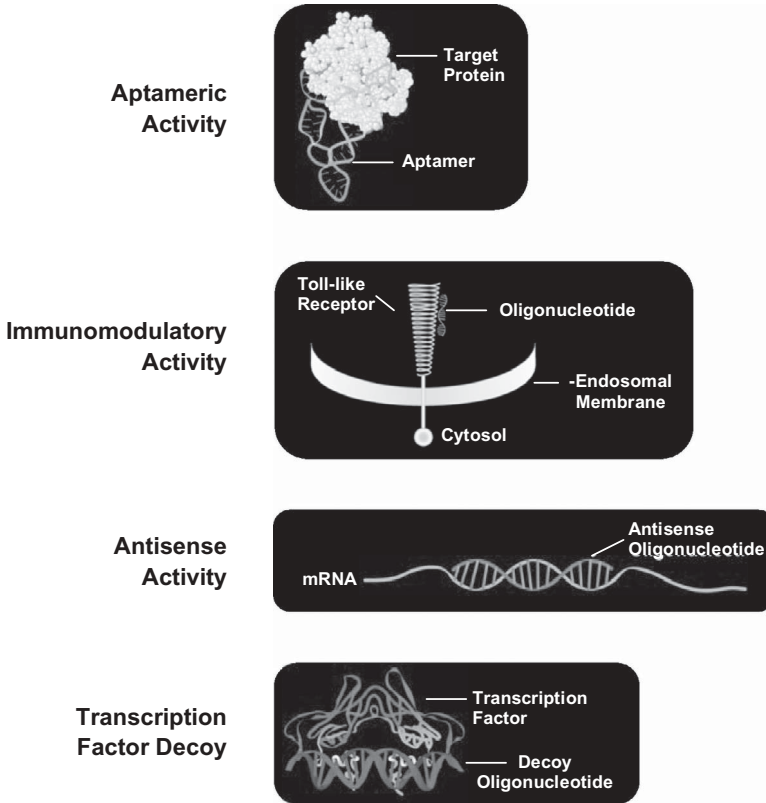 Aptameric
Activity
Target
Protein
Aptamer
Immunomodulatory
Activity
Toll-like
Receptor
Oligonucleotide
-Endosomal
Membrane
Cytosol
Antisense
Activity
Antisense
Oligonucleotide
mRNA
Transcription
Factor Decoy
Transcription
Factor
Decoy
Oligonucleotide